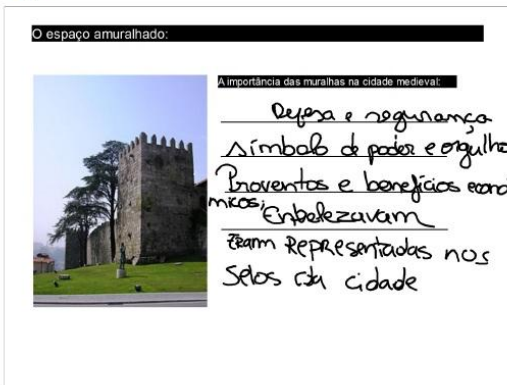 O espaço amuralhado:
A importância das muralhas na cidade medieval:
Defesa e segurança
símbolo de poder e orgulho
Proventos e benefícios econó
micos;
Embelezavam
Eram Representadas nos
Selos da cidade